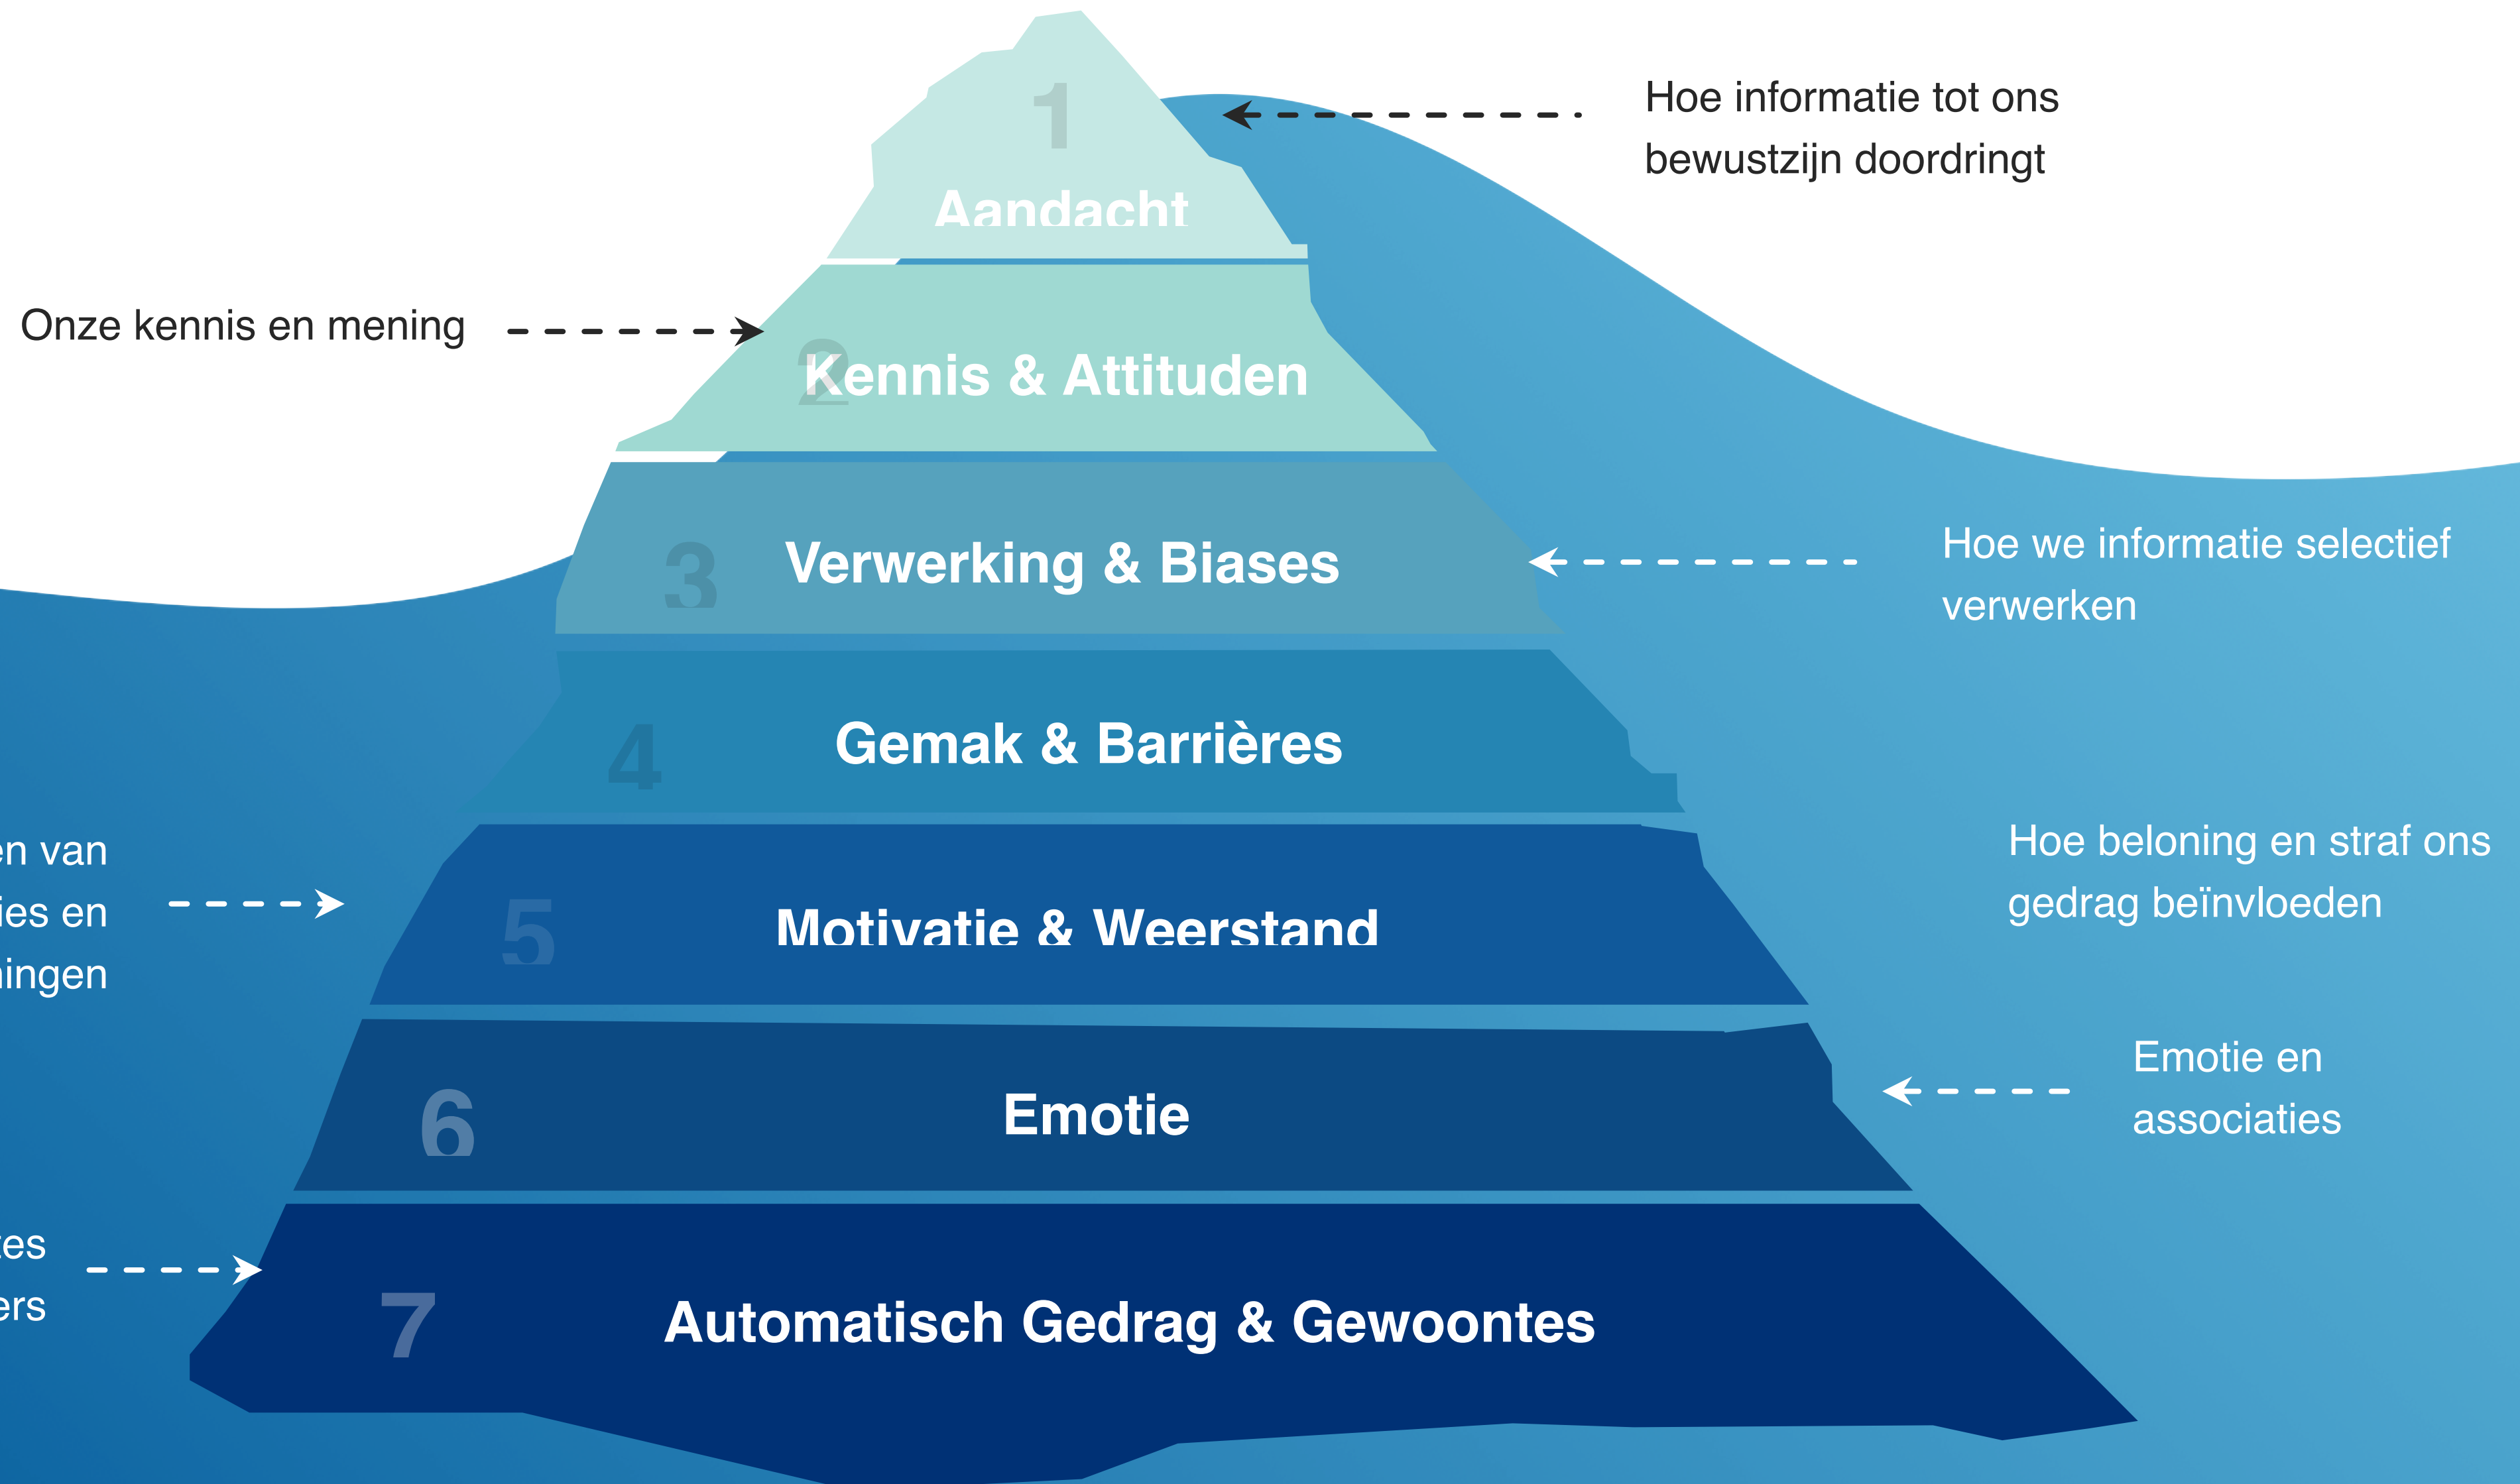 1
Hoe informatie tot ons
bewustzijn doordringt
Aandacht
Onze kennis en mening
2
Kennis & Attituden
3
Verwerking & Biases
Hoe we informatie selectief
verwerken
4
Gemak & Barrières
en van
ies en
ingen
5
Motivatie & Weerstand
Hoe beloning en straf ons
gedrag beïnvloeden
6
Emotie
Emotie en
associaties
es
ers
7
Automatisch Gedrag & Gewoontes